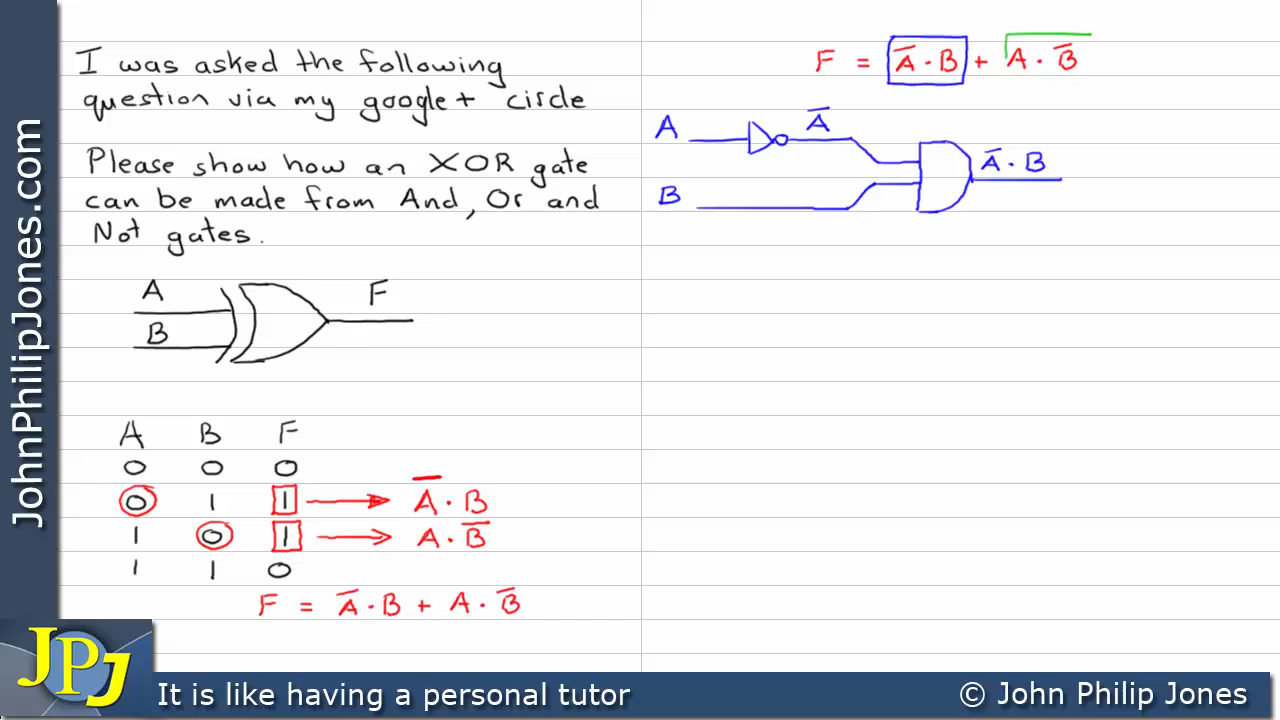 JohnPhilipJones.com
I was asked the following
question via my google+ circle
Please show how an XOR gate
can be made from And, Or and
Not gates.
A
F
B
A B F
0 0 0
0 1 1 → A̅ · B
1 0 1 → A · B̅
1 1 0
F = A̅ · B + A · B̅
F = A̅ · B + A · B̅
A
A̅
A̅ · B
B
JPJ
It is like having a personal tutor
© John Philip Jones